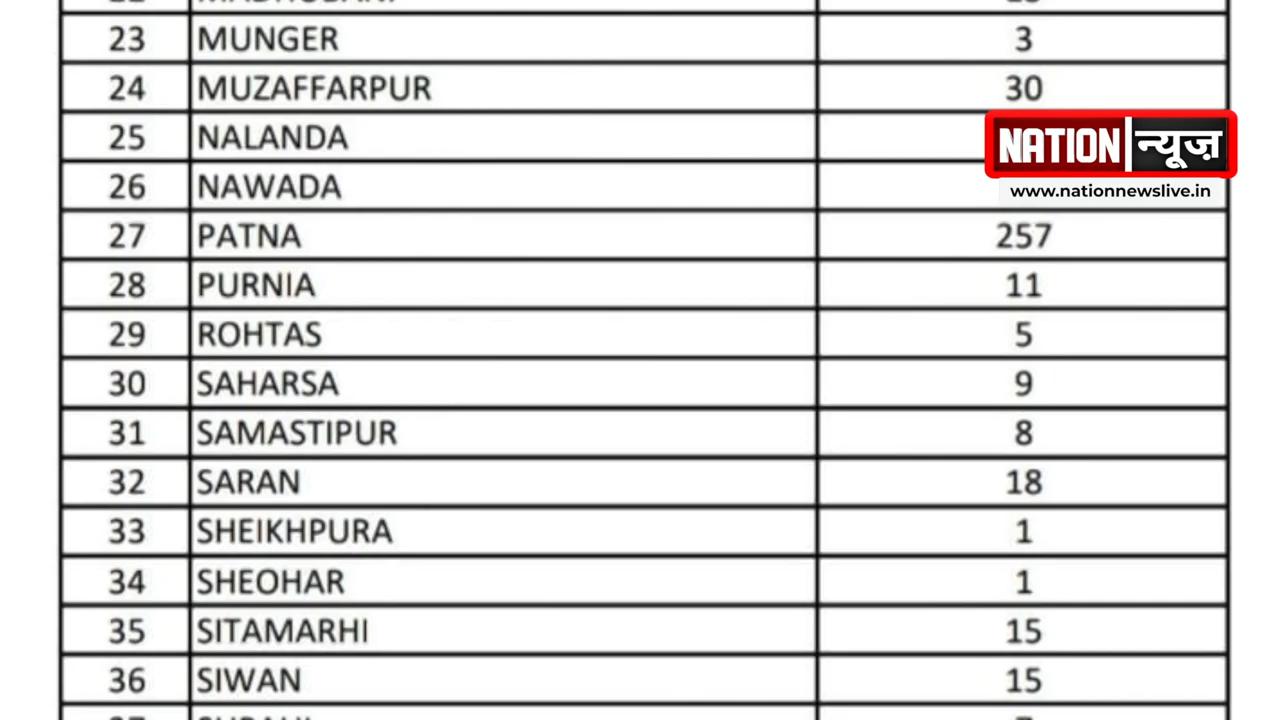 23 MUNGER 3
24 MUZAFFARPUR 30
25 NALANDA
26 NAWADA
NATION न्यूज़
www.nationnewslive.in
27 PATNA 257
28 PURNIA 11
29 ROHTAS 5
30 SAHARSA 9
31 SAMASTIPUR 8
32 SARAN 18
33 SHEIKHPURA 1
34 SHEOHAR 1
35 SITAMARHI 15
36 SIWAN 15